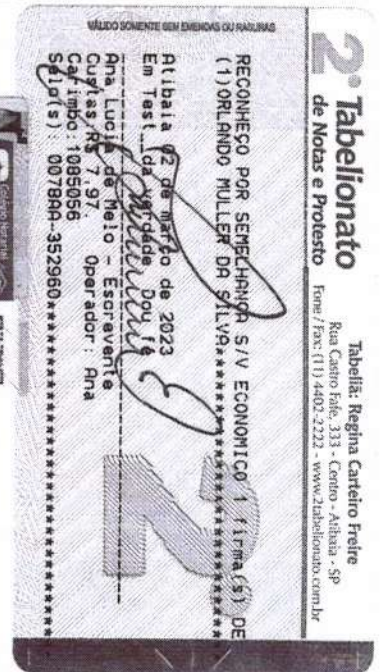 2º Tabelionato
de Notas e Protesto
Tabeliã: Regina Carteiro Freire
Rua Castro Fafe, 333 - Centro - Atibaia - SP
Fone / Fax: (11) 4402-2222 - www.2tabelionato.com.br
RECONHEÇO POR SEMELHANÇA S/V ECONOMICO 1 firma(s) DE
(1)ORLANDO MULLER DA SILVA
Atibaia 02 de março de 2023
Em Test. da verdade Dou fé
Ana Lucia de Melo - Escrevente
Custas R$ 7.97. Operador: Ana
Carimbo: 1085056
Selo(s): 0078AA-352960
VÁLIDO SOMENTE SEM EMENDAS OU RASURAS
2
Colégio Notarial